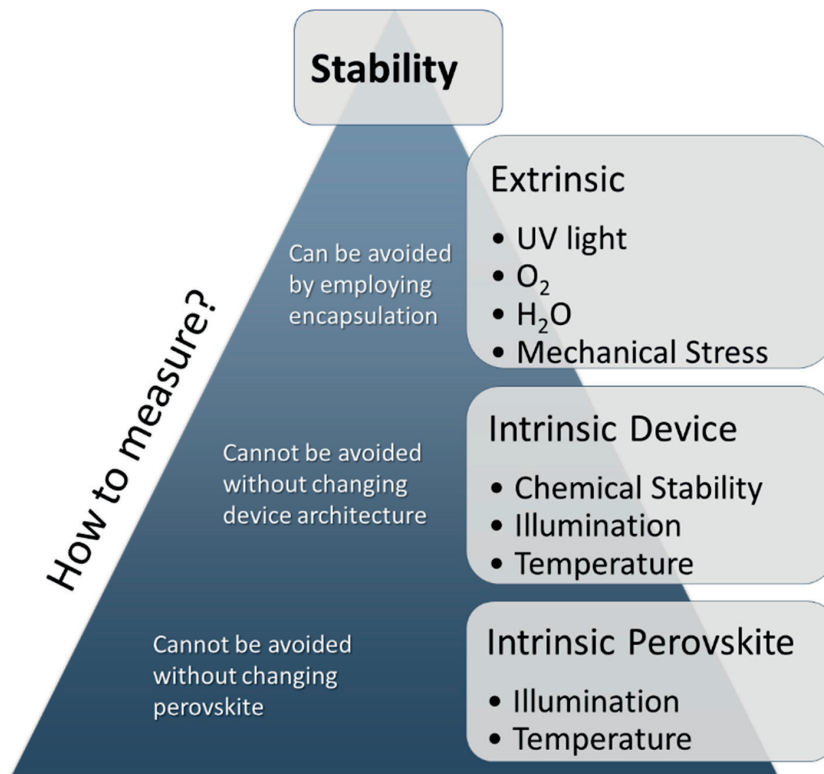 Stability
How to measure?
Can be avoided
by employing
encapsulation
Extrinsic
• UV light
• O₂
• H₂O
• Mechanical Stress
Cannot be avoided
without changing
device architecture
Intrinsic Device
• Chemical Stability
• Illumination
• Temperature
Cannot be avoided
without changing
perovskite
Intrinsic Perovskite
• Illumination
• Temperature